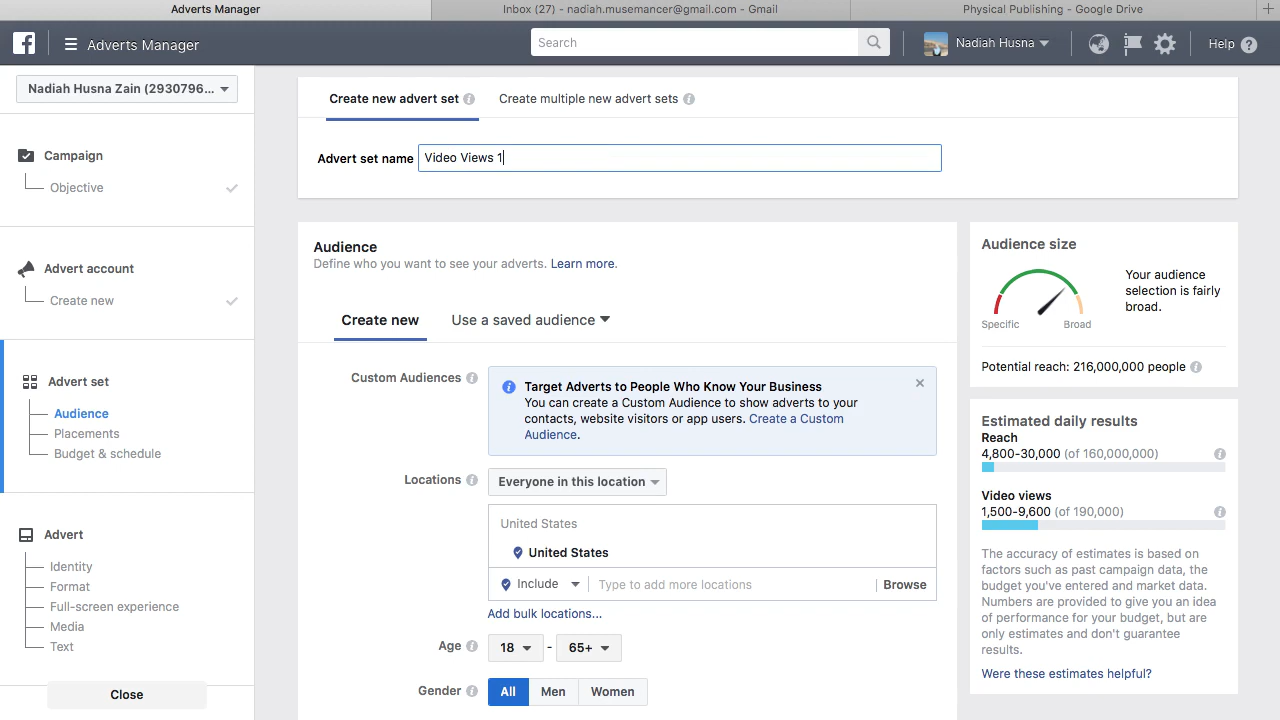 Adverts Manager
Inbox (27) - nadiah.musemancer@gmail.com - Gmail
Physical Publishing - Google Drive
Adverts Manager
Search
Nadiah Husna
Help
Nadiah Husna Zain (2930796...
Campaign
Objective
Advert account
Create new
Advert set
Audience
Placements
Budget & schedule
Advert
Identity
Format
Full-screen experience
Media
Text
Close
Create new advert set
Create multiple new advert sets
Advert set name
Video Views 1
Audience
Define who you want to see your adverts. Learn more.
Create new
Use a saved audience
Custom Audiences
Target Adverts to People Who Know Your Business
You can create a Custom Audience to show adverts to your
contacts, website visitors or app users. Create a Custom
Audience.
Locations
Everyone in this location
United States
United States
Include
Type to add more locations
Browse
Add bulk locations...
Age
18
-
65+
Gender
All
Men
Women
Audience size
Specific
Broad
Your audience
selection is fairly
broad.
Potential reach: 216,000,000 people
Estimated daily results
Reach
4,800-30,000 (of 160,000,000)
Video views
1,500-9,600 (of 190,000)
The accuracy of estimates is based on
factors such as past campaign data, the
budget you've entered and market data.
Numbers are provided to give you an idea
of performance for your budget, but are
only estimates and don't guarantee
results.
Were these estimates helpful?